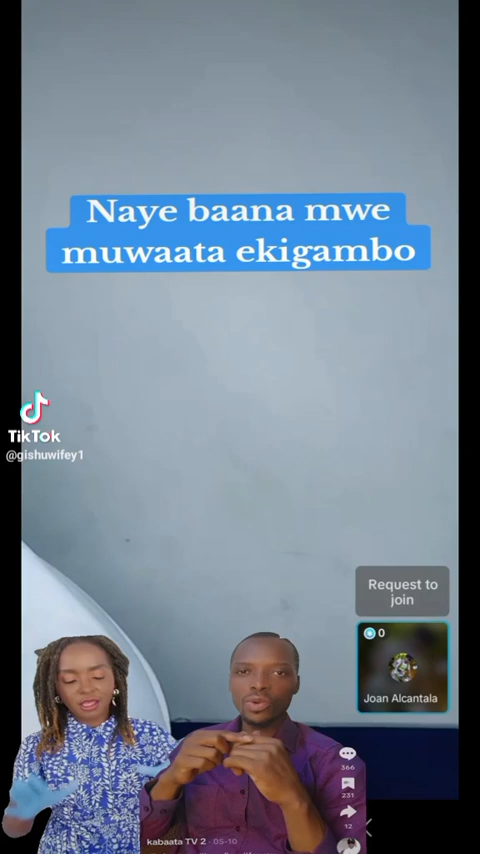 Naye baana mwe
muwaata ekigambo
TikTok
@gishuwifey1
Request to
join
0
Joan Alcantala
366
231
12
kabaata TV 2 · 05-10